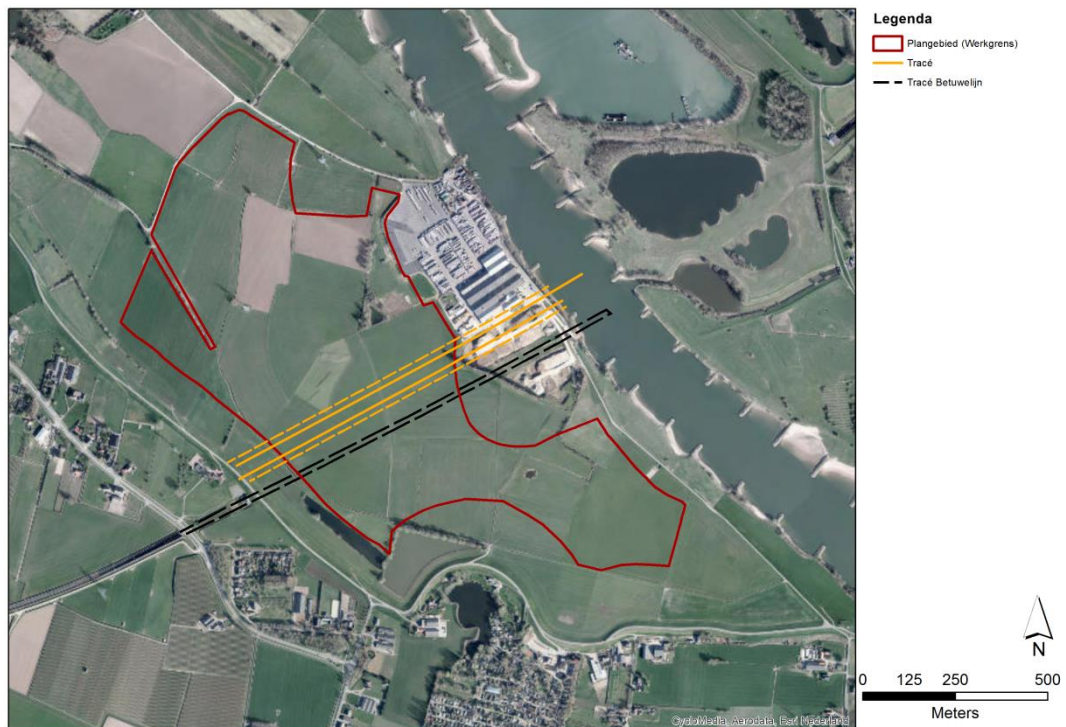 Legenda
Plangebied (Werkgrens)
Tracé
Tracé Betuwelijn
N
0 125 250 500
Meters
CycloMedia, Aerodata, Esri Nederland